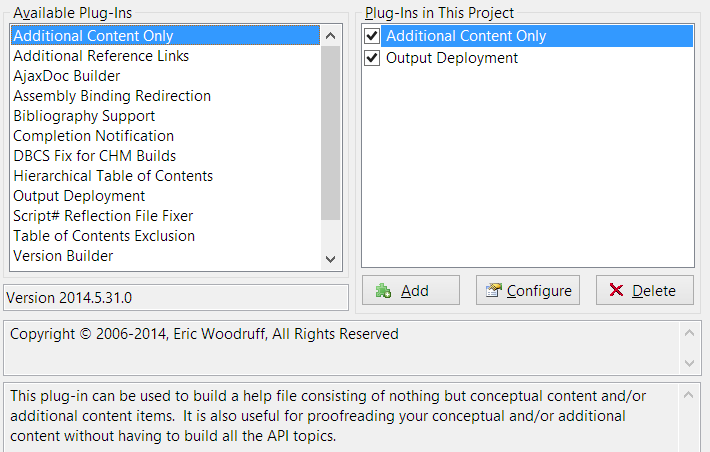 Available Plug-Ins
Additional Content Only
Additional Reference Links
AjaxDoc Builder
Assembly Binding Redirection
Bibliography Support
Completion Notification
DBCS Fix for CHM Builds
Hierarchical Table of Contents
Output Deployment
Script# Reflection File Fixer
Table of Contents Exclusion
Version Builder
Plug-Ins in This Project
Additional Content Only
Output Deployment
Add
Configure
Delete
Version 2014.5.31.0
Copyright © 2006-2014, Eric Woodruff, All Rights Reserved
This plug-in can be used to build a help file consisting of nothing but conceptual content and/or
additional content items.  It is also useful for proofreading your conceptual and/or additional
content without having to build all the API topics.